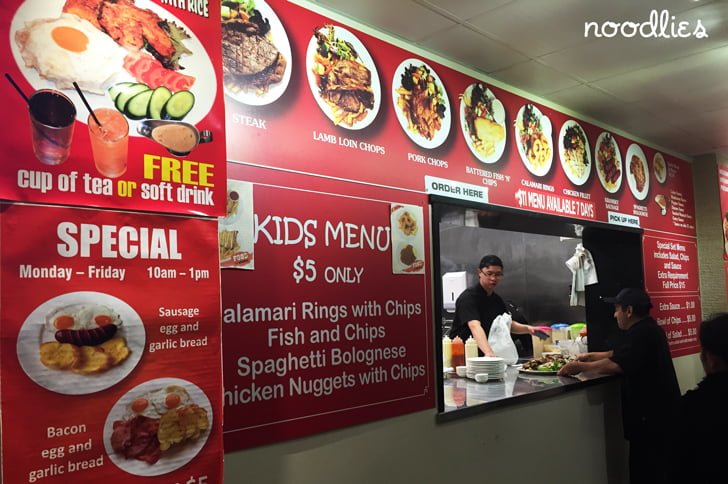 noodlies
WITH RICE
FREE
cup of tea or soft drink
SPECIAL
Monday – Friday 10am – 1pm
Sausage
egg and
garlic bread
Bacon
egg and
garlic bread
STEAK
LAMB LOIN CHOPS
PORK CHOPS
BATTERED FISH 'N'
CHIPS
CALAMARI RINGS
CHICKEN FILLET
KIDS MENU
$5 ONLY
alamari Rings with Chips
Fish and Chips
Spaghetti Bolognese
hicken Nuggets with Chips
ORDER HERE
$11 MENU AVAILABLE 7 DAYS
PICK UP HERE
Special Set Menu
Includes Salad, Chips
and Sauce
Extra Requirement
Full Price $15
Extra Sauce